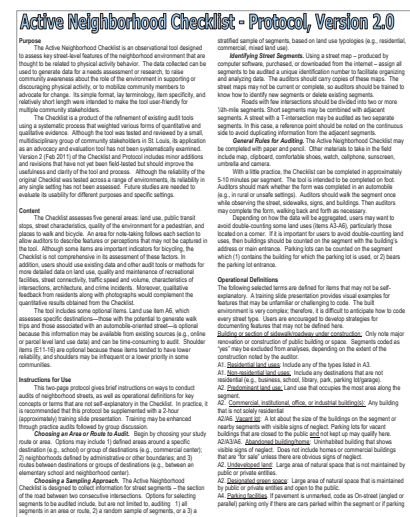 Active Neighborhood Checklist - Protocol, Version 2.0
Purpose
The Active Neighborhood Checklist is an observational tool designed
to assess key street-level features of the neighborhood environment that are
thought to be related to physical activity behavior. The data collected can be
used to generate data for a needs assessment or research, to raise
community awareness about the role of the environment in supporting or
discouraging physical activity, or to mobilize community members to
advocate for change. Its simple format, lay terminology, item specificity, and
relatively short length were intended to make the tool user-friendly for
multiple community stakeholders.
The Checklist is a product of the refinement of existing audit tools
using a systematic process that weighted various forms of quantitative and
qualitative evidence. Although the tool was tested and reviewed by a small,
multidisciplinary group of community stakeholders in St. Louis, its application
as an advocacy and education tool has not been systematically examined.
Version 2 (Feb 2011) of the Checklist and Protocol includes minor additions
and revisions that have not yet been field-tested but should improve the
usefulness and clarity of the tool and process. Although the reliability of the
original Checklist was tested across a range of environments, its reliability in
any single setting has not been assessed. Future studies are needed to
evaluate its usability for different purposes and specific settings.
Content
The Checklist assesses five general areas: land use, public transit
stops, street characteristics, quality of the environment for a pedestrian, and
places to walk and bicycle. An area for note-taking follows each section to
allow auditors to describe features or perceptions that may not be captured in
the tool. Although some items are important indicators for bicycling, the
Checklist is not comprehensive in its assessment of these factors. In
addition, users should use existing data and other audit tools or methods for
more detailed data on land use, quality and maintenance of recreational
facilities, street connectivity, traffic speed and volume, characteristics of
intersections, architecture, and crime incidents. Moreover, qualitative
feedback from residents along with photographs would complement the
quantitative results obtained from the Checklist.
The tool includes some optional items. Land use item A6, which
assesses specific destinations—those with the potential to generate walk
trips and those associated with an automobile-oriented street—is optional
because this information may be available from existing sources (e.g., online
or parcel level land use data) and can be time-consuming to audit. Shoulder
items (E11-15) are optional because these items tended to have lower
reliability, and shoulders may be infrequent or a lower priority in some
communities.
Instructions for Use
This two-page protocol gives brief instructions on ways to conduct
audits of neighborhood streets, as well as operational definitions for key
concepts or terms that are not self-explanatory in the Checklist. In practice, it
is recommended that this protocol be supplemented with a 2-hour
(approximately) training slide presentation. Training may be enhanced
through practice audits followed by group discussion.
Choosing an Area or Route to Audit. Begin by choosing your study
route or area. Options may include 1) defined areas around a specific
destination (e.g., school) or group of destinations (e.g., commercial center);
2) neighborhoods defined by administrative or other boundaries; and 3)
routes between destinations or groups of destinations (e.g., between an
elementary school and neighborhood center).
Choosing a Sampling Approach. The Active Neighborhood
Checklist is designed to collect information for street segments – the section
of the road between two consecutive intersections. Options for selecting
segments to be audited include, but are not limited to, auditing: 1) all
segments in an area or route, 2) a random sample of segments, or a 3) a
stratified sample of segments, based on land use typologies (e.g., residential,
commercial, mixed land use).
Identifying Street Segments. Using a street map – produced by
computer software, purchased, or downloaded from the internet – assign all
segments to be audited a unique identification number to facilitate organizing
and analyzing data. The auditors should carry copies of these maps. The
street maps may not be current or complete, so auditors should be trained to
know how to identify new segments or delete existing segments.
Roads with few intersections should be divided into two or more
¼th-mile segments. Short segments may be combined with adjacent
segments. A street with a T-intersection may be audited as two separate
segments. In this case, a reference point should be noted on the continuous
side to avoid duplicating information from the adjacent segments.
General Rules for Auditing. The Active Neighborhood Checklist may
be completed with paper and pencil. Other materials to take in the field
include map, clipboard, comfortable shoes, watch, cellphone, sunscreen,
umbrella and camera.
With a little practice, the Checklist can be completed in approximately
5-10 minutes per segment. The tool is intended to be completed on foot.
Auditors should mark whether the form was completed in an automobile
(e.g., in rural or unsafe settings). Auditors should walk the segment once
while observing the street, sidewalks, signs, and buildings. Then auditors
may complete the form, walking back and forth as necessary.
Depending on how the data will be aggregated, users may want to
avoid double-counting some land uses (items A3-A6), particularly those
located on a corner. If it is important for users to avoid double-counting land
uses, then buildings should be counted on the segment with the building's
address or main entrance. Parking lots can be counted on the segment
which (1) contains the building for which the parking lot is used, or 2) bears
the parking lot entrance.
Operational Definitions
The following selected terms are defined for items that may not be self-
explanatory. A training slide presentation provides visual examples for
features that may be unfamiliar or challenging to code. The built
environment is very complex; therefore, it is difficult to anticipate how to code
every street type. Users are encouraged to develop strategies for
documenting features that may not be defined here.
Building or section of sidewalk/roadway under construction: Only note major
renovation or construction of public building or space. Segments coded as
"yes" may be excluded from analyses, depending on the extent of the
construction noted by the auditor.
A1. Residential land uses: Include any of the types listed in A3.
A1. Non-residential land uses: Include any destinations that are not
residential (e.g., business, school, library, park, parking lot/garage).
A2. Predominant land use: Land use that occupies the most area along the
segment.
A2. Commercial, institutional, office, or industrial building(s): Any building
that is not solely residential
A2/A6. Vacant lot: A lot about the size of the buildings on the segment or
nearby segments with visible signs of neglect. Parking lots for vacant
buildings that are closed to the public and not kept up may qualify here.
A2/A3/A6. Abandoned building/home: Uninhabited building that shows
visible signs of neglect. Does not include homes or commercial buildings
that are "for sale" unless there are obvious signs of neglect.
A2. Undeveloped land: Large area of natural space that is not maintained by
public or private entities.
A2. Designated green space: Large area of natural space that is maintained
by public or private entities and open to the public.
A4. Parking facilities. If pavement is unmarked, code as On-street (angled or
parallel) parking only if there are cars parked within the segment or if parking